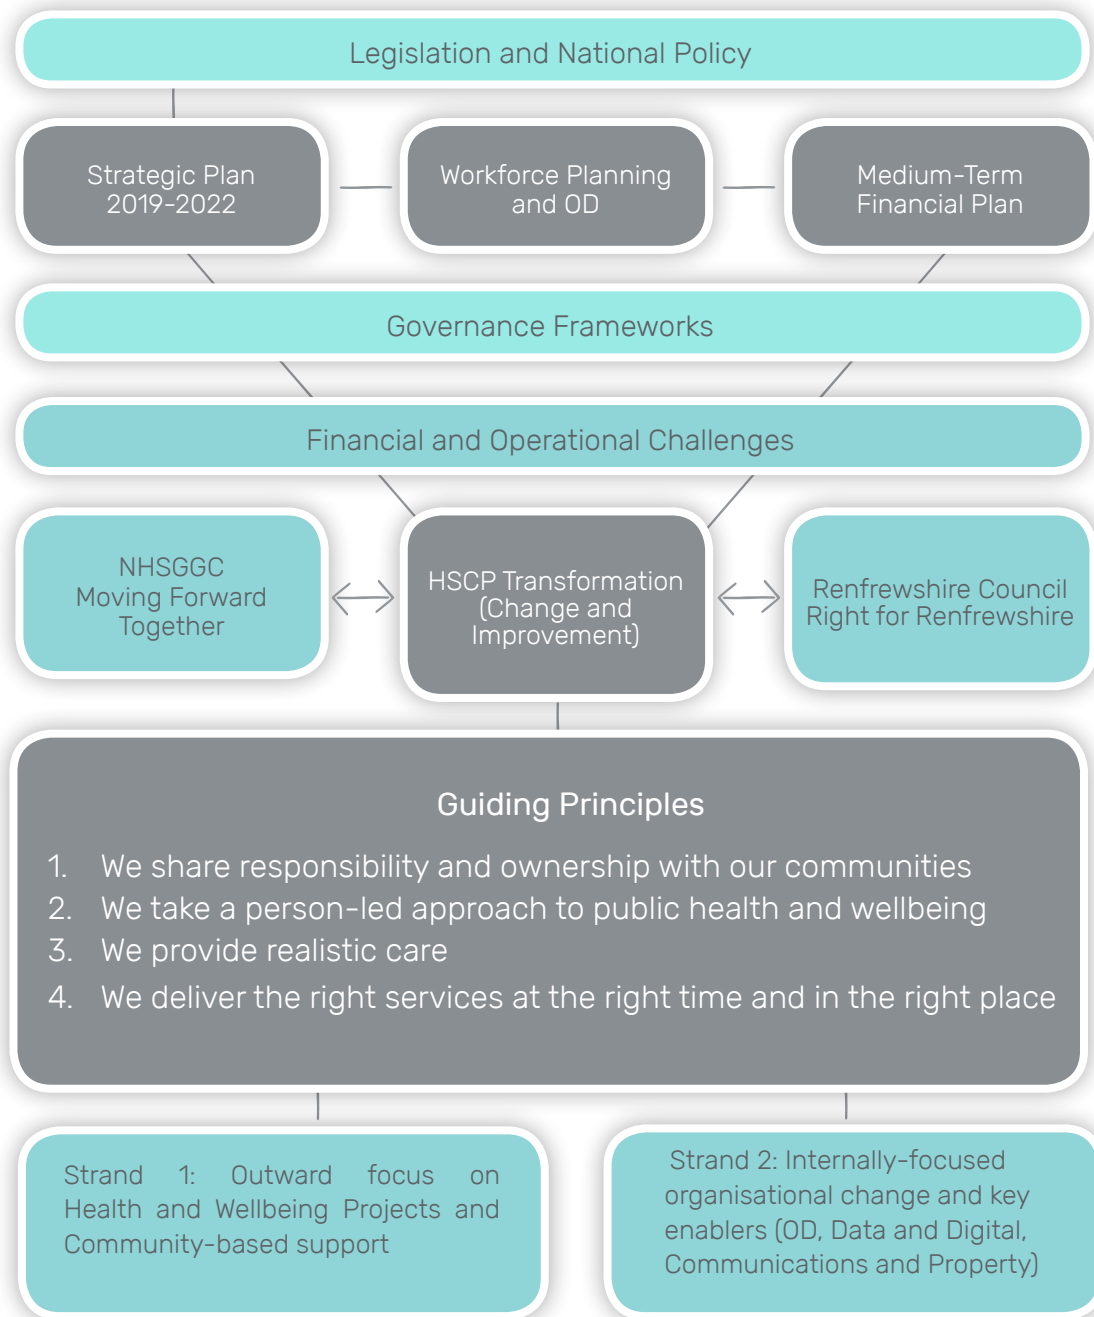 Legislation and National Policy
Strategic Plan
2019-2022
Workforce Planning
and OD
Medium-Term
Financial Plan
Governance Frameworks
Financial and Operational Challenges
NHSGGC
Moving Forward
Together
HSCP Transformation
(Change and
Improvement)
Renfrewshire Council
Right for Renfrewshire
Guiding Principles
1. We share responsibility and ownership with our communities
2. We take a person-led approach to public health and wellbeing
3. We provide realistic care
4. We deliver the right services at the right time and in the right place
Strand 1: Outward focus on
Health and Wellbeing Projects and
Community-based support
Strand 2: Internally-focused
organisational change and key
enablers (OD, Data and Digital,
Communications and Property)